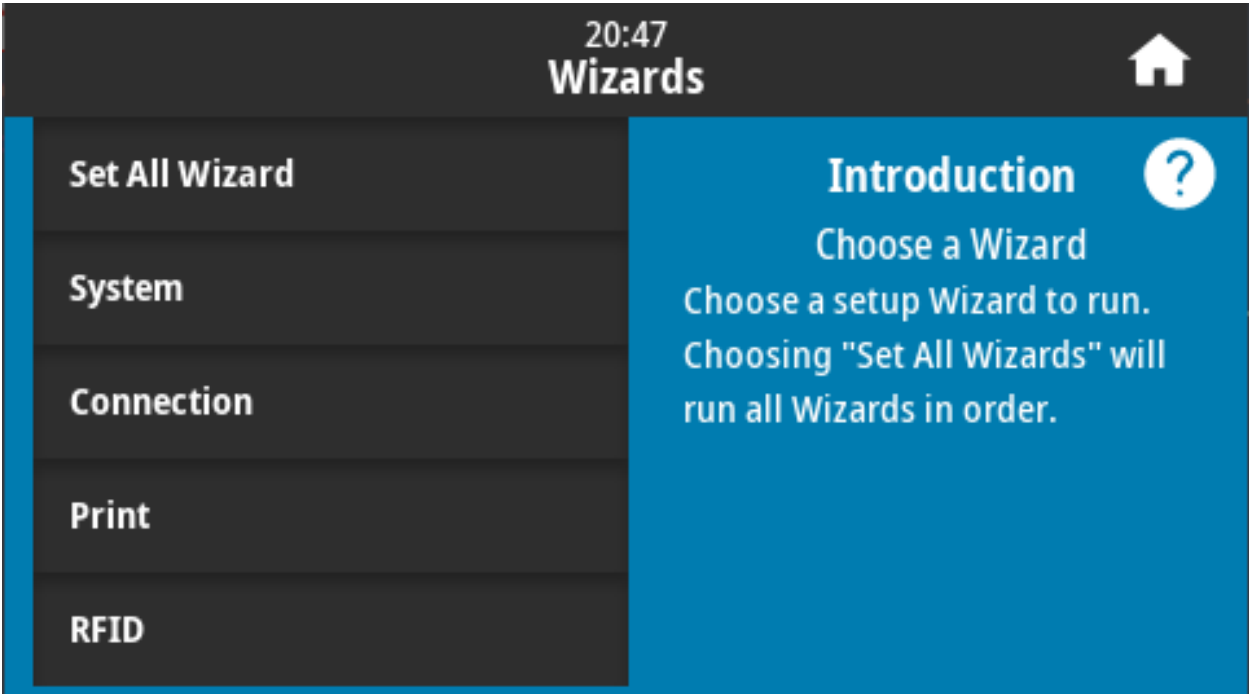 20:47
Wizards
Set All Wizard
System
Connection
Print
RFID
Introduction
?
Choose a Wizard
Choose a setup Wizard to run.
Choosing "Set All Wizards" will
run all Wizards in order.